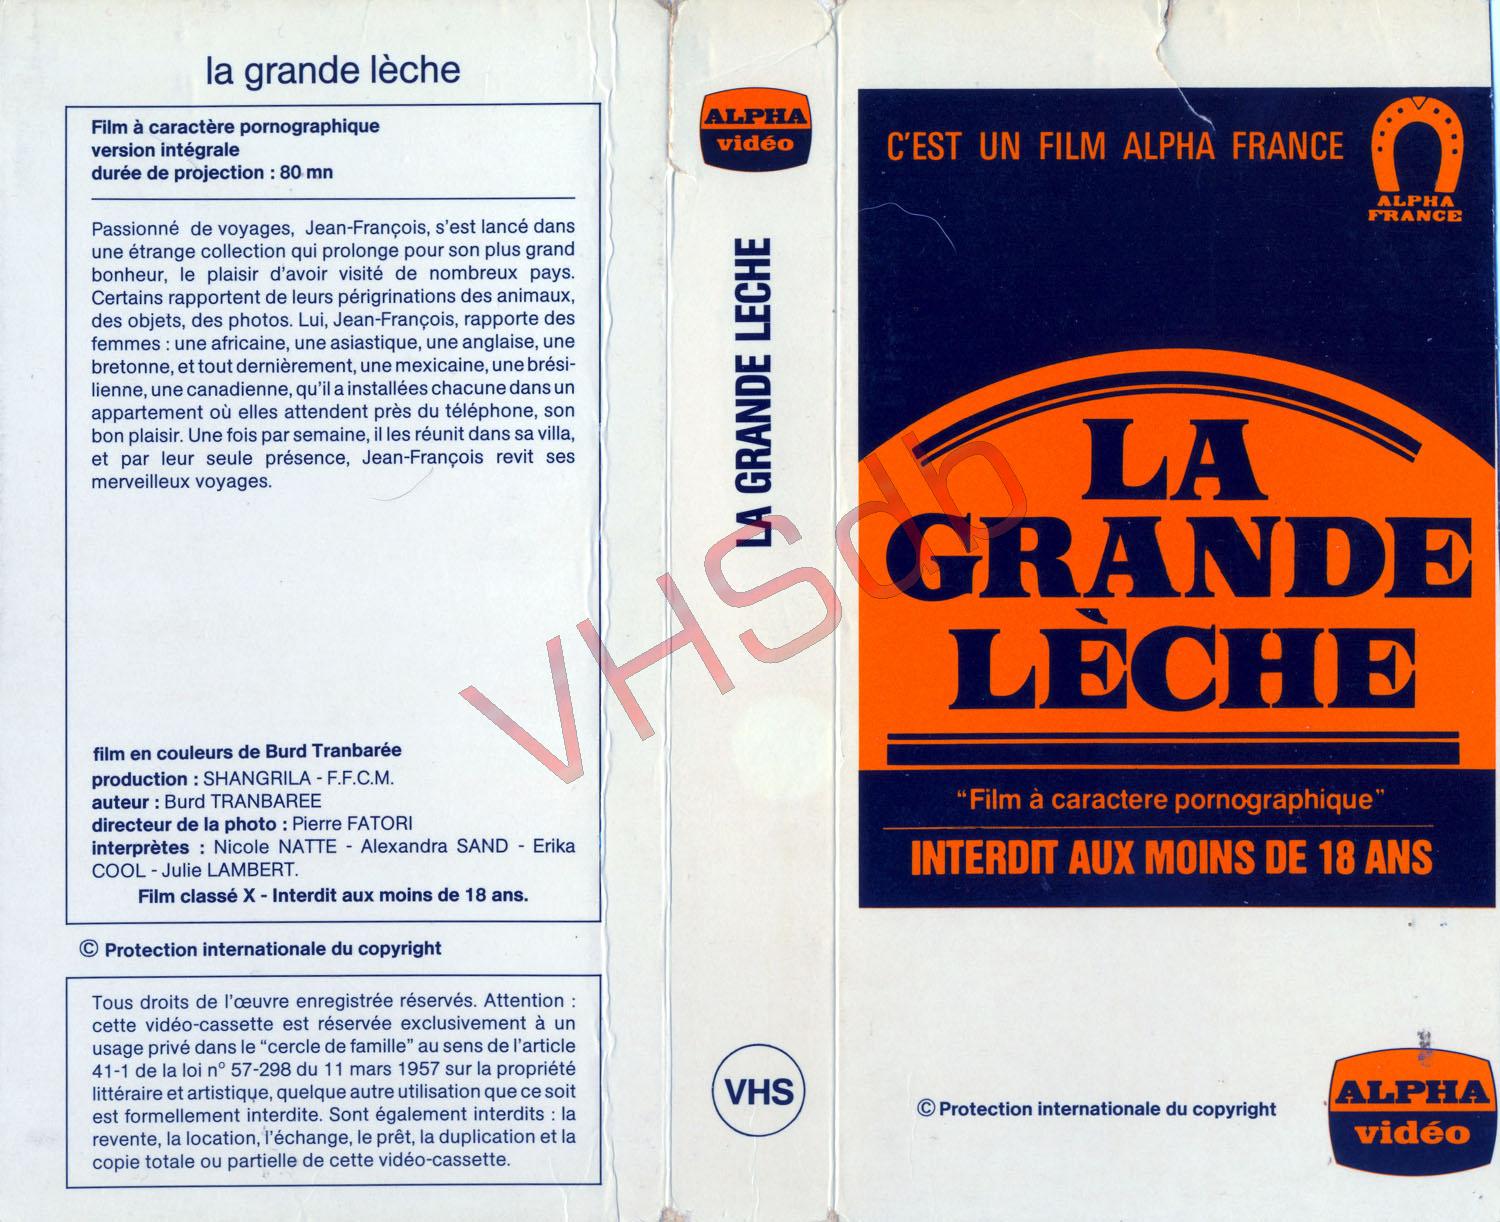 la grande lèche
Film à caractère pornographique
version intégrale
durée de projection : 80 mn
Passionné de voyages, Jean-François, s'est lancé dans
une étrange collection qui prolonge pour son plus grand
bonheur, le plaisir d'avoir visité de nombreux pays.
Certains rapportent de leurs périgrinations des animaux,
des objets, des photos. Lui, Jean-François, rapporte des
femmes : une africaine, une asiastique, une anglaise, une
bretonne, et tout dernièrement, une mexicaine, une brési-
lienne, une canadienne, qu'il a installées chacune dans un
appartement où elles attendent près du téléphone, son
bon plaisir. Une fois par semaine, il les réunit dans sa villa,
et par leur seule présence, Jean-François revit ses
merveilleux voyages.
film en couleurs de Burd Tranbarée
production : SHANGRILA - F.F.C.M.
auteur : Burd TRANBAREE
directeur de la photo : Pierre FATORI
interprètes : Nicole NATTE - Alexandra SAND - Erika
COOL - Julie LAMBERT.
Film classé X - Interdit aux moins de 18 ans.
© Protection internationale du copyright
Tous droits de l'œuvre enregistrée réservés. Attention :
cette vidéo-cassette est réservée exclusivement à un
usage privé dans le "cercle de famille" au sens de l'article
41-1 de la loi n° 57-298 du 11 mars 1957 sur la propriété
littéraire et artistique, quelque autre utilisation que ce soit
est formellement interdite. Sont également interdits : la
revente, la location, l'échange, le prêt, la duplication et la
copie totale ou partielle de cette vidéo-cassette.
ALPHA
vidéo
LA GRANDE LECHE
VHS
VHSdb
C'EST UN FILM ALPHA FRANCE
ALPHA
FRANCE
LA
GRANDE
LÈCHE
"Film à caractere pornographique"
INTERDIT AUX MOINS DE 18 ANS
© Protection internationale du copyright
ALPHA
vidéo